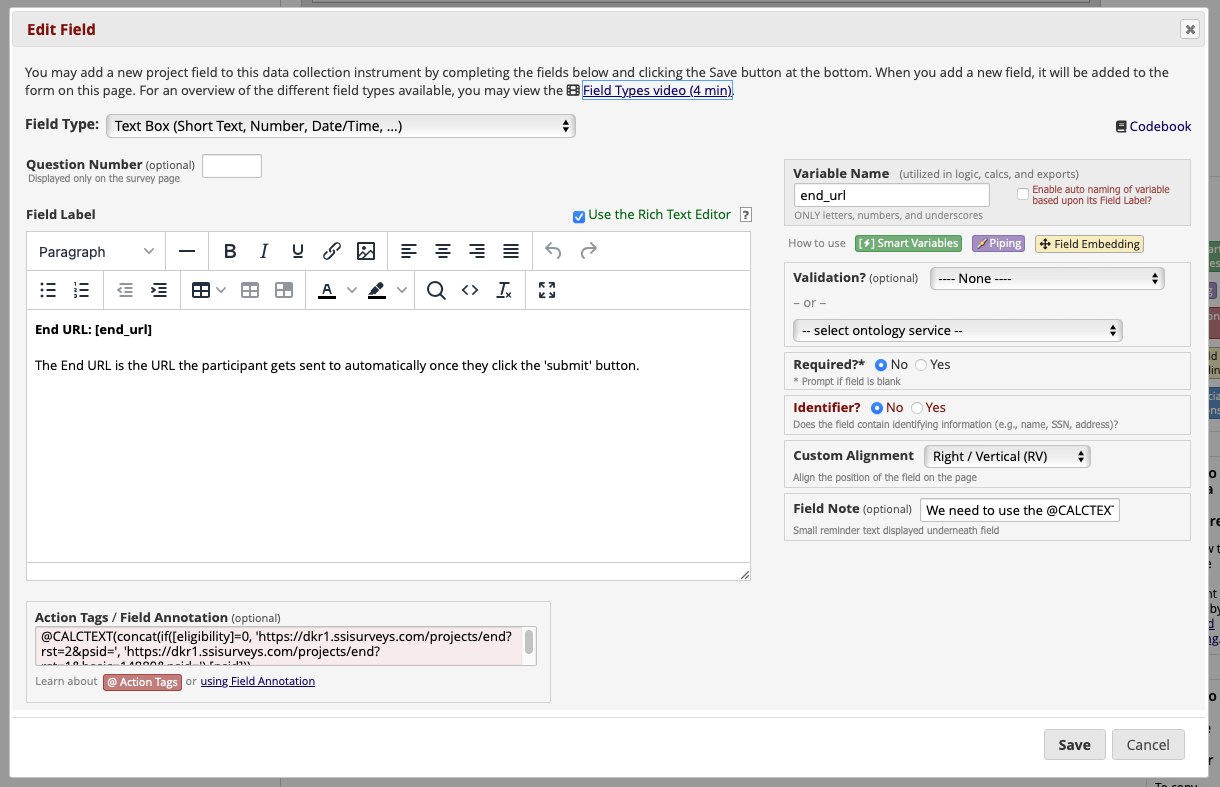 Edit Field
You may add a new project field to this data collection instrument by completing the fields below and clicking the Save button at the bottom. When you add a new field, it will be added to the
form on this page. For an overview of the different field types available, you may view the Field Types video (4 min).
Field Type: Text Box (Short Text, Number, Date/Time, ...)
Codebook
Question Number (optional)
Displayed only on the survey page
Field Label
Use the Rich Text Editor ?
Paragraph
B I U
A
End URL: [end_url]
The End URL is the URL the participant gets sent to automatically once they click the 'submit' button.
Action Tags / Field Annotation (optional)
@CALCTEXT(concat(if([eligibility]=0, 'https://dkr1.ssisurveys.com/projects/end?
rst=2&psid=', 'https://dkr1.ssisurveys.com/projects/end?
Learn about @ Action Tags or using Field Annotation
Variable Name (utilized in logic, calcs, and exports)
end_url
Enable auto naming of variable
based upon its Field Label?
ONLY letters, numbers, and underscores
How to use [⚡] Smart Variables Piping Field Embedding
Validation? (optional) ---- None ----
– or –
-- select ontology service --
Required?* No Yes
* Prompt if field is blank
Identifier? No Yes
Does the field contain identifying information (e.g., name, SSN, address)?
Custom Alignment Right / Vertical (RV)
Align the position of the field on the page
Field Note (optional) We need to use the @CALCTEX
Small reminder text displayed underneath field
Save Cancel